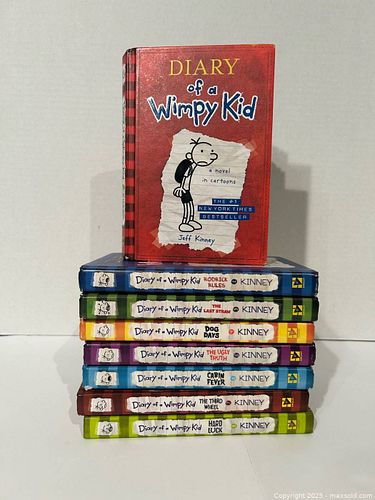 DIARY
of a
Wimpy Kid
a novel
in cartoons
THE #1
NEW YORK TIMES
BESTSELLER
Jeff Kinney
Diary of a Wimpy Kid RODRICK RULES KINNEY
Diary of a Wimpy Kid THE LAST STRAW KINNEY
Diary of a Wimpy Kid DOG DAYS KINNEY
Diary of a Wimpy Kid THE UGLY TRUTH KINNEY
Diary of a Wimpy Kid CABIN FEVER KINNEY
Diary of a Wimpy Kid THE THIRD WHEEL KINNEY
Diary of a Wimpy Kid HARD LUCK KINNEY
Copyright 2025 - maxsold.com